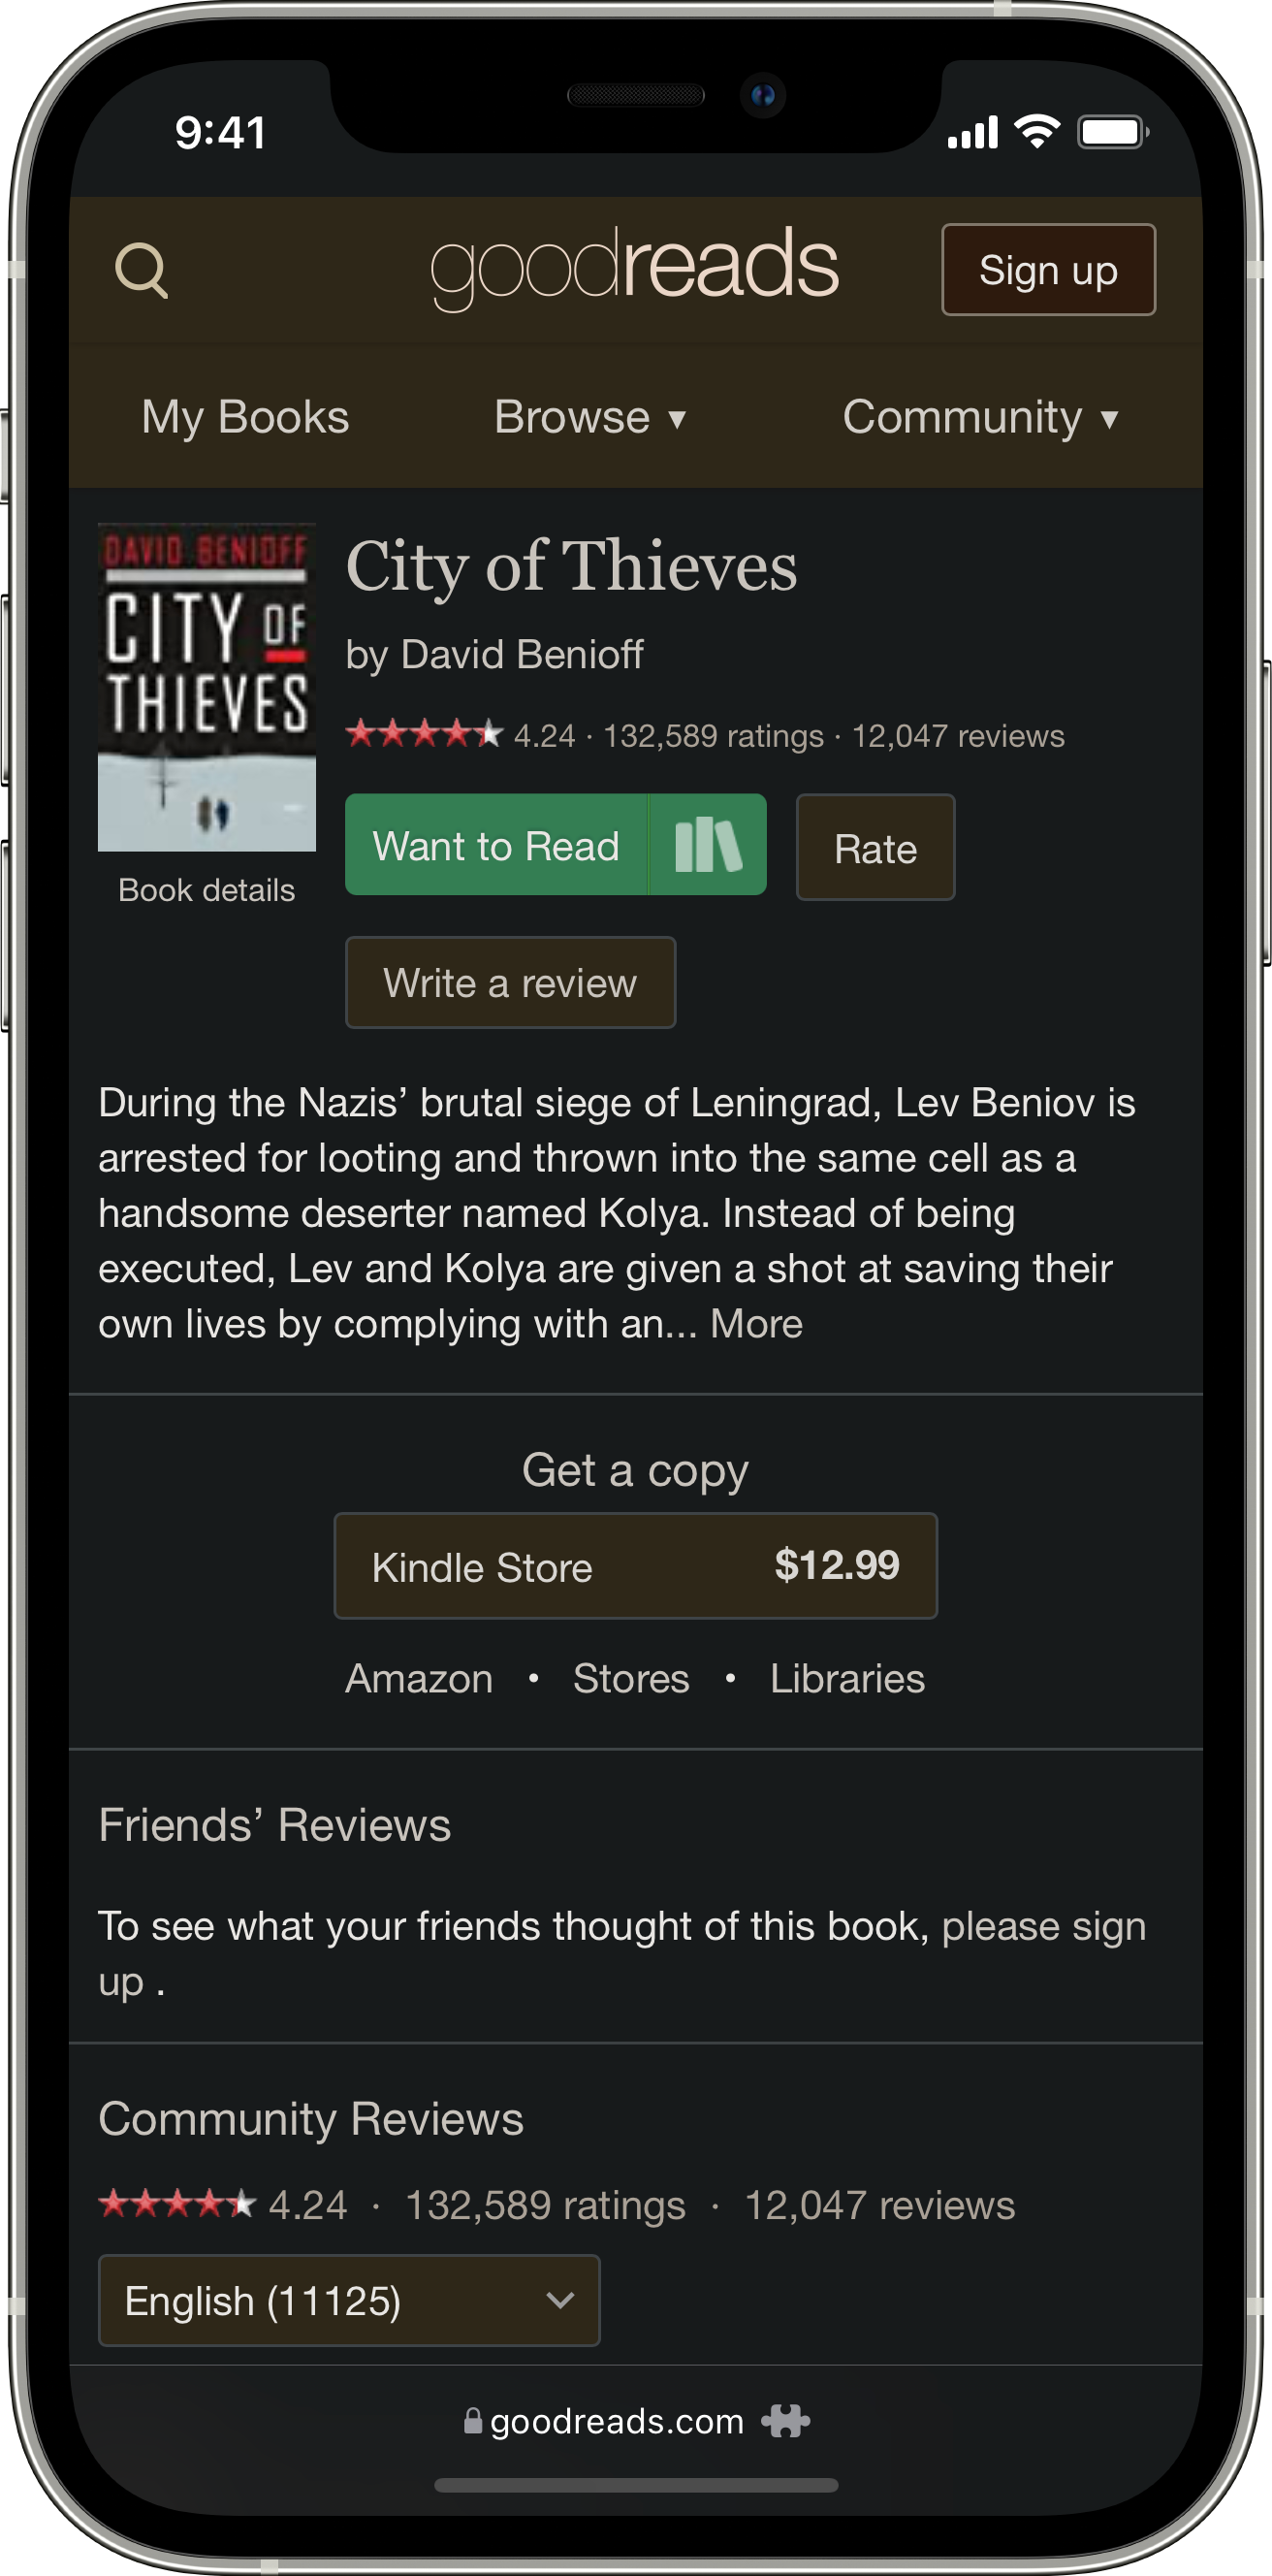 9:41
goodreads
Sign up
My Books
Browse ▼
Community ▼
DAVID BENIOFF
CITY OF
THIEVES
Book details
City of Thieves
by David Benioff
4.24 · 132,589 ratings · 12,047 reviews
Want to Read
Rate
Write a review
During the Nazis’ brutal siege of Leningrad, Lev Beniov is
arrested for looting and thrown into the same cell as a
handsome deserter named Kolya. Instead of being
executed, Lev and Kolya are given a shot at saving their
own lives by complying with an... More
Get a copy
Kindle Store $12.99
Amazon • Stores • Libraries
Friends’ Reviews
To see what your friends thought of this book, please sign
up .
Community Reviews
4.24 · 132,589 ratings · 12,047 reviews
English (11125)
goodreads.com